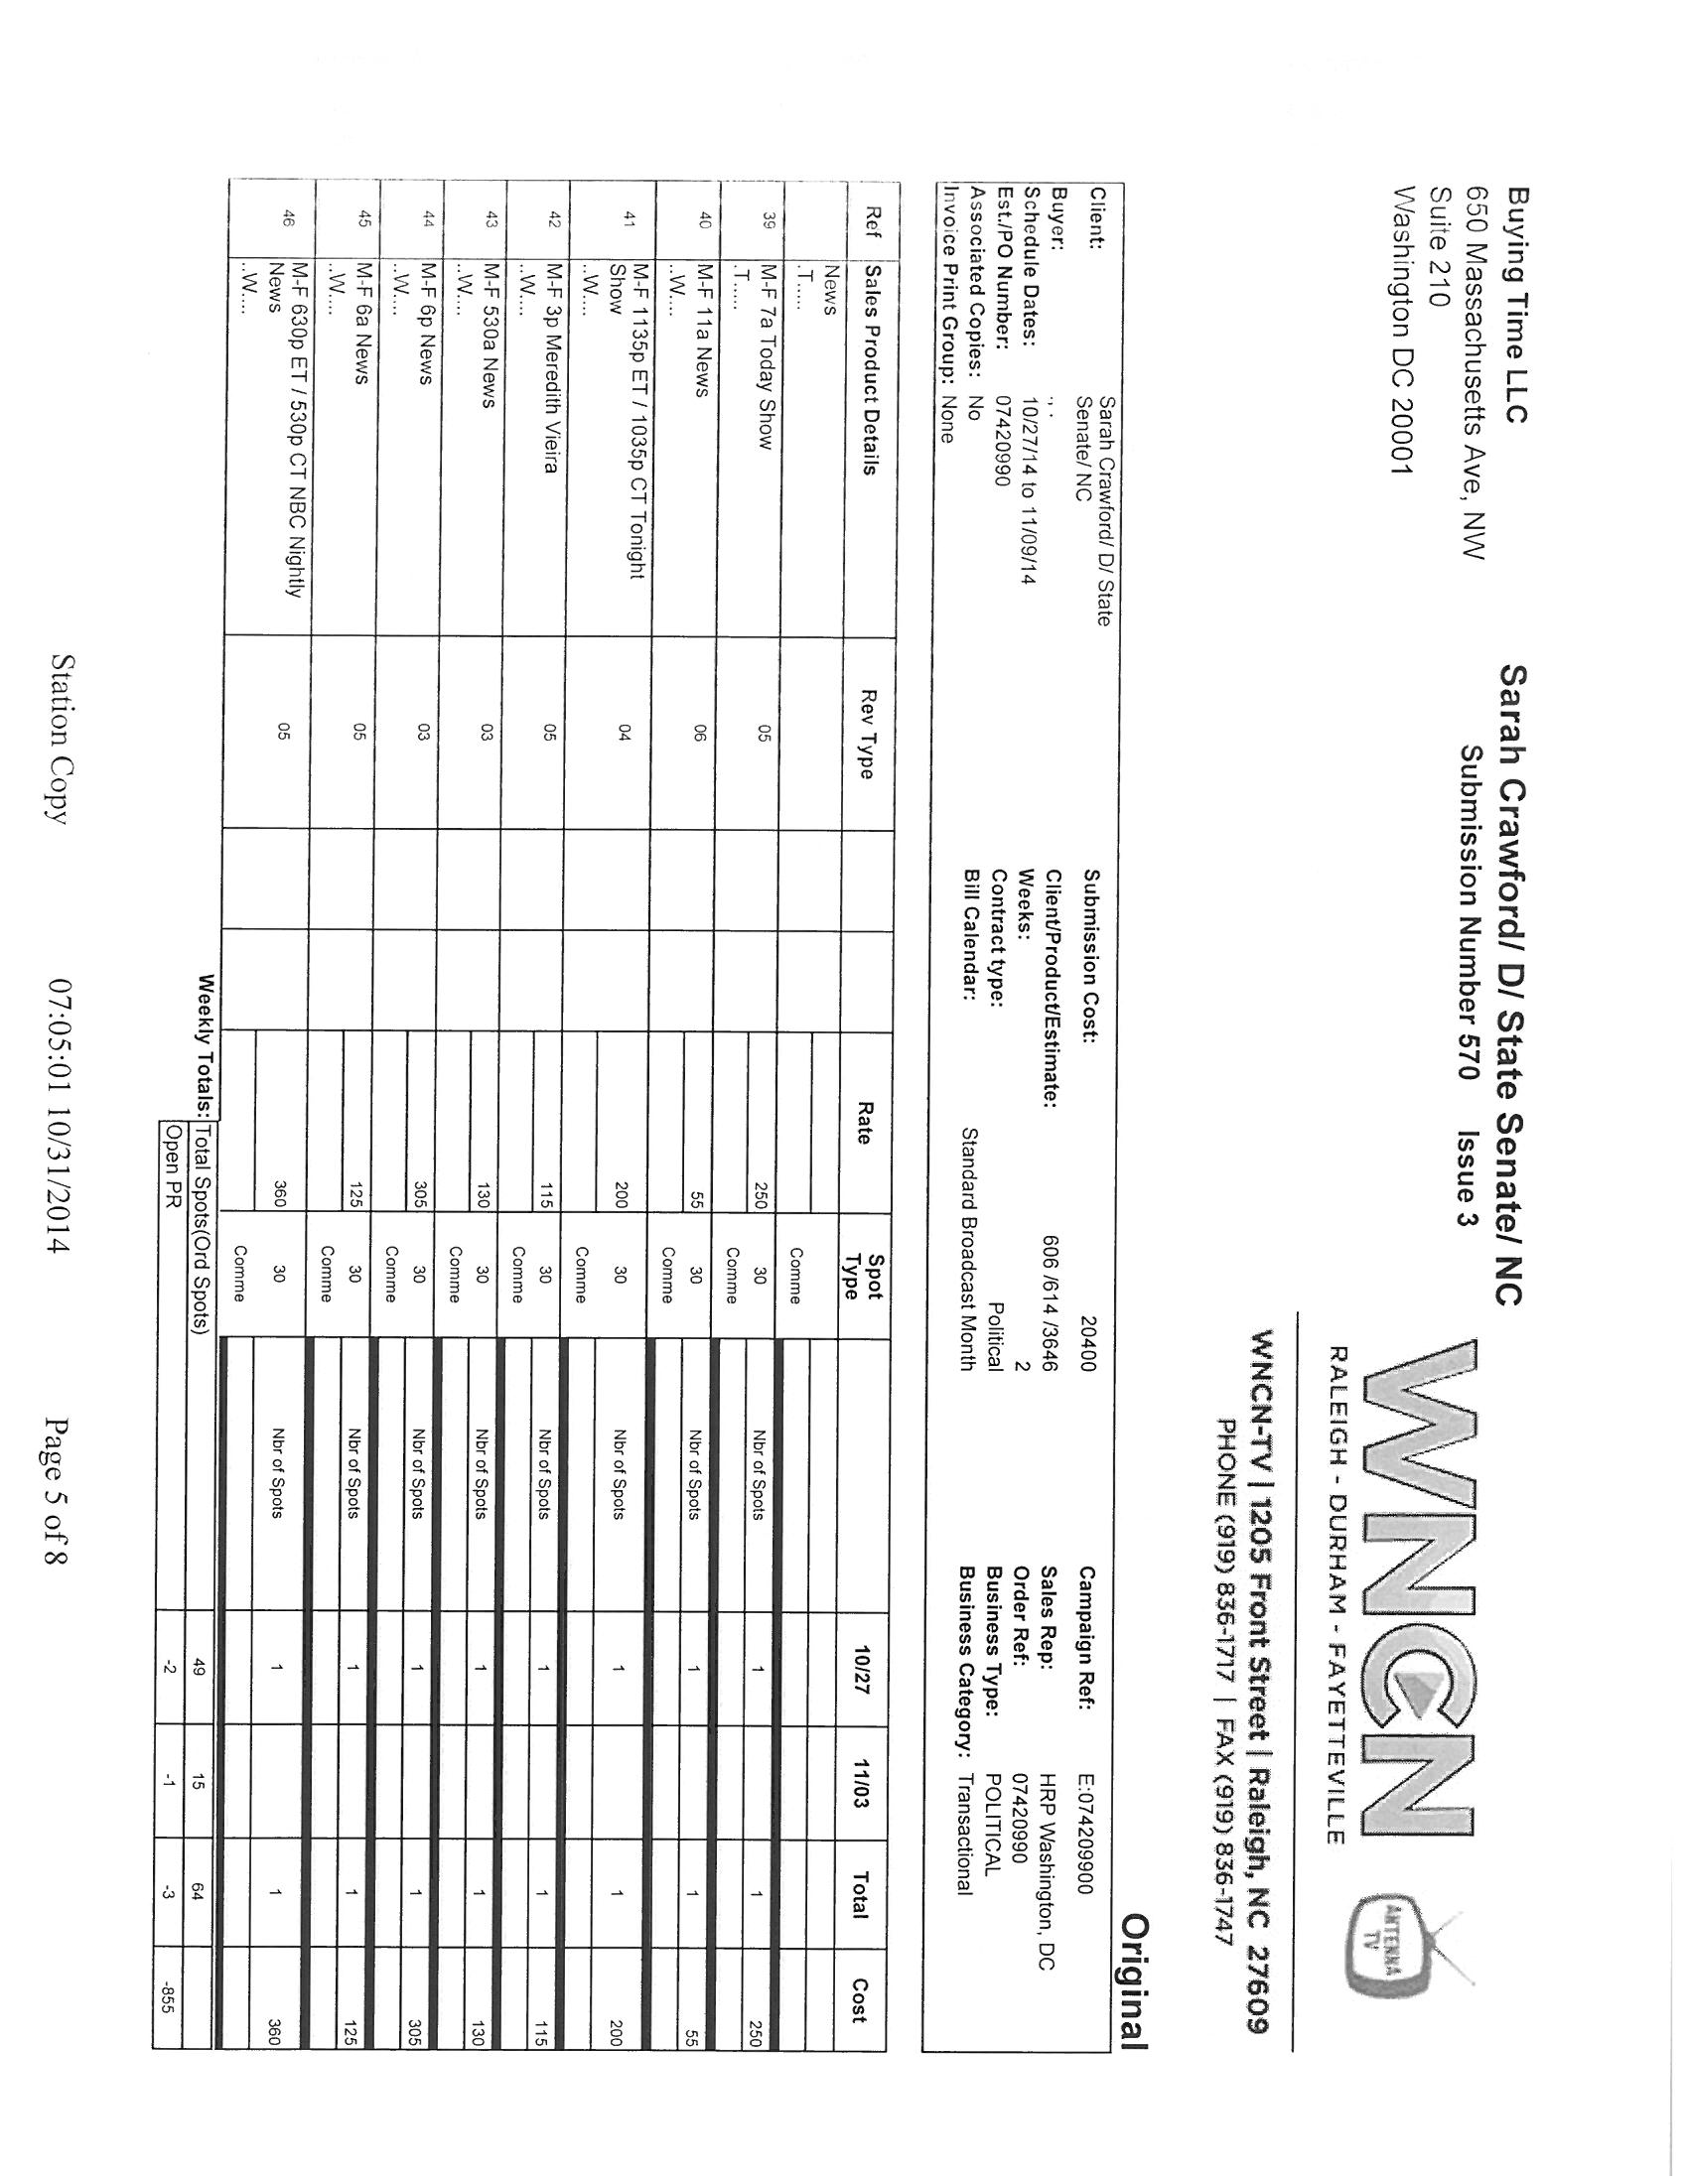 Buying Time LLC
650 Massachusetts Ave, NW
Suite 210
Washington DC 20001
Sarah Crawford/ D/ State Senate/ NC
Submission Number 570 Issue 3
WNCN
RALEIGH - DURHAM - FAYETTEVILLE
ANTENNA
TV
WNCN-TV | 1205 Front Street | Raleigh, NC 27609
PHONE (919) 836-1717 | FAX (919) 836-1747
Original
Client: Sarah Crawford/ D/ State
Senate/ NC
Buyer: ., .
Schedule Dates: 10/27/14 to 11/09/14
Est./PO Number: 07420990
Associated Copies: No
Invoice Print Group: None
Submission Cost: 20400
Client/Product/Estimate: 606 /614 /3646
Weeks: 2
Contract type: Political
Bill Calendar: Standard Broadcast Month
Campaign Ref: E:074209900
Sales Rep: HRP Washington, DC
Order Ref: 07420990
Business Type: POLITICAL
Business Category: Transactional
Ref Sales Product Details Rev Type Rate Spot Type 10/27 11/03 Total Cost
News
.T..... Comme
39 M-F 7a Today Show 05 250 30 Nbr of Spots 1 1 250
.T..... Comme
40 M-F 11a News 06 55 30 Nbr of Spots 1 1 55
..W.... Comme
41 M-F 1135p ET / 1035p CT Tonight 04 200 30 Nbr of Spots 1 1 200
Show
..W.... Comme
42 M-F 3p Meredith Vieira 05 115 30 Nbr of Spots 1 1 115
..W.... Comme
43 M-F 530a News 03 130 30 Nbr of Spots 1 1 130
..W.... Comme
44 M-F 6p News 03 305 30 Nbr of Spots 1 1 305
..W.... Comme
45 M-F 6a News 05 125 30 Nbr of Spots 1 1 125
..W.... Comme
46 M-F 630p ET / 530p CT NBC Nightly 05 360 30 Nbr of Spots 1 1 360
News
..W.... Comme
Weekly Totals: Total Spots(Ord Spots) 49 15 64
Open PR -2 -1 -3 -855
Station Copy 07:05:01 10/31/2014 Page 5 of 8